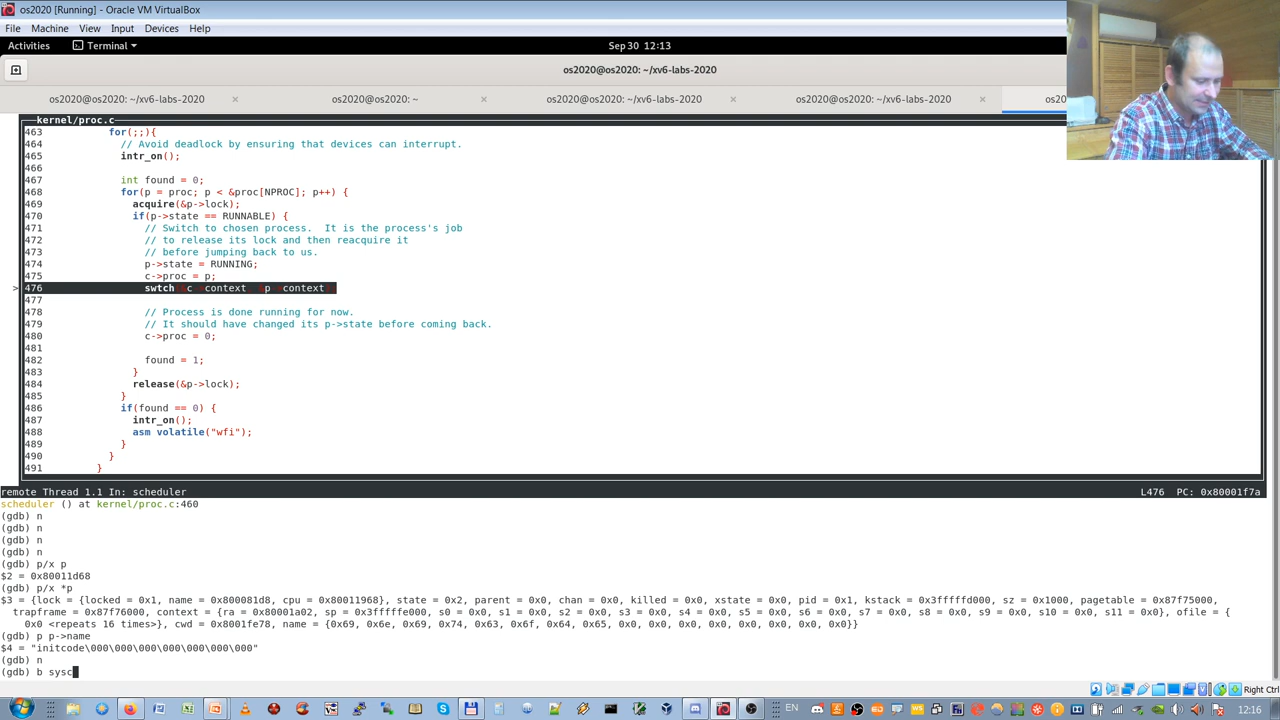 os2020 [Running] - Oracle VM VirtualBox
File Machine View Input Devices Help
Activities Terminal Sep 30 12:13
os2020@os2020: ~/xv6-labs-2020
os2020@os2020: ~/xv6-labs-2020 × os2020@os2020: ~ × os2020@os2020: ~/xv6-labs-2020 × os2020@os2020: ~/xv6-labs-2020 × os20
kernel/proc.c
463 for(;;){
464 // Avoid deadlock by ensuring that devices can interrupt.
465 intr_on();
466
467 int found = 0;
468 for(p = proc; p < &proc[NPROC]; p++) {
469 acquire(&p->lock);
470 if(p->state == RUNNABLE) {
471 // Switch to chosen process.  It is the process's job
472 // to release its lock and then reacquire it
473 // before jumping back to us.
474 p->state = RUNNING;
475 c->proc = p;
>476 swtch c context &p context
477
478 // Process is done running for now.
479 // It should have changed its p->state before coming back.
480 c->proc = 0;
481
482 found = 1;
483 }
484 release(&p->lock);
485 }
486 if(found == 0) {
487 intr_on();
488 asm volatile("wfi");
489 }
490 }
491 }
remote Thread 1.1 In: scheduler L476 PC: 0x80001f7a
scheduler () at kernel/proc.c:460
(gdb) n
(gdb) n
(gdb) n
(gdb) n
(gdb) p/x p
$2 = 0x80011d68
(gdb) p/x *p
$3 = {lock = {locked = 0x1, name = 0x800081d8, cpu = 0x80011968}, state = 0x2, parent = 0x0, chan = 0x0, killed = 0x0, xstate = 0x0, pid = 0x1, kstack = 0x3fffffd000, sz = 0x1000, pagetable = 0x87f75000,
trapframe = 0x87f76000, context = {ra = 0x80001a02, sp = 0x3fffffe000, s0 = 0x0, s1 = 0x0, s2 = 0x0, s3 = 0x0, s4 = 0x0, s5 = 0x0, s6 = 0x0, s7 = 0x0, s8 = 0x0, s9 = 0x0, s10 = 0x0, s11 = 0x0}, ofile = {
0x0 <repeats 16 times>}, cwd = 0x8001fe78, name = {0x69, 0x6e, 0x69, 0x74, 0x63, 0x6f, 0x64, 0x65, 0x0, 0x0, 0x0, 0x0, 0x0, 0x0, 0x0, 0x0}}
(gdb) p p->name
$4 = "initcode\000\000\000\000\000\000\000"
(gdb) n
(gdb) b sysc
Right Ctrl
EN 12:16